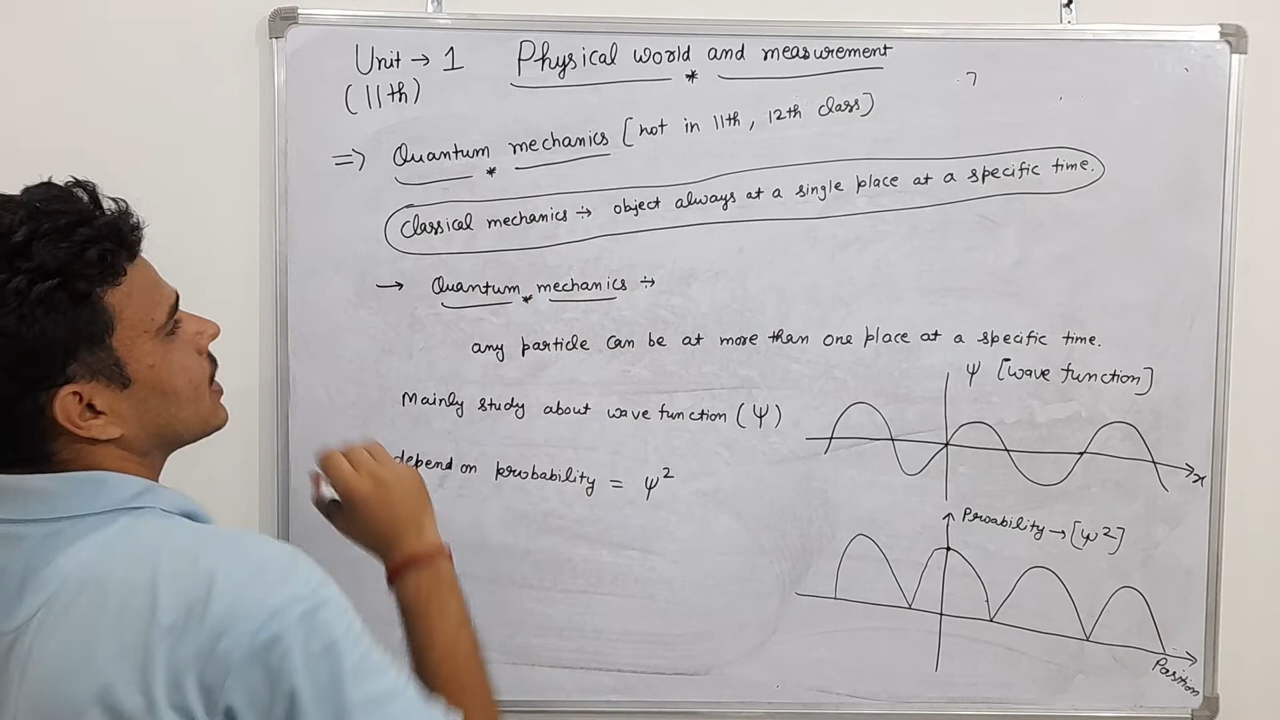 Unit → 1 Physical world and measurement
(11th)
⇒ Quantum mechanics [not in 11th, 12th class)
Classical mechanics ÷ object always at a single place at a specific time.
→ Quantum mechanics ÷
any particle can be at more than one place at a specific time.
Mainly study about wave function (ψ)
depend on probability = ψ²
ψ [wave function]
x
Proability → [ψ²]
Position